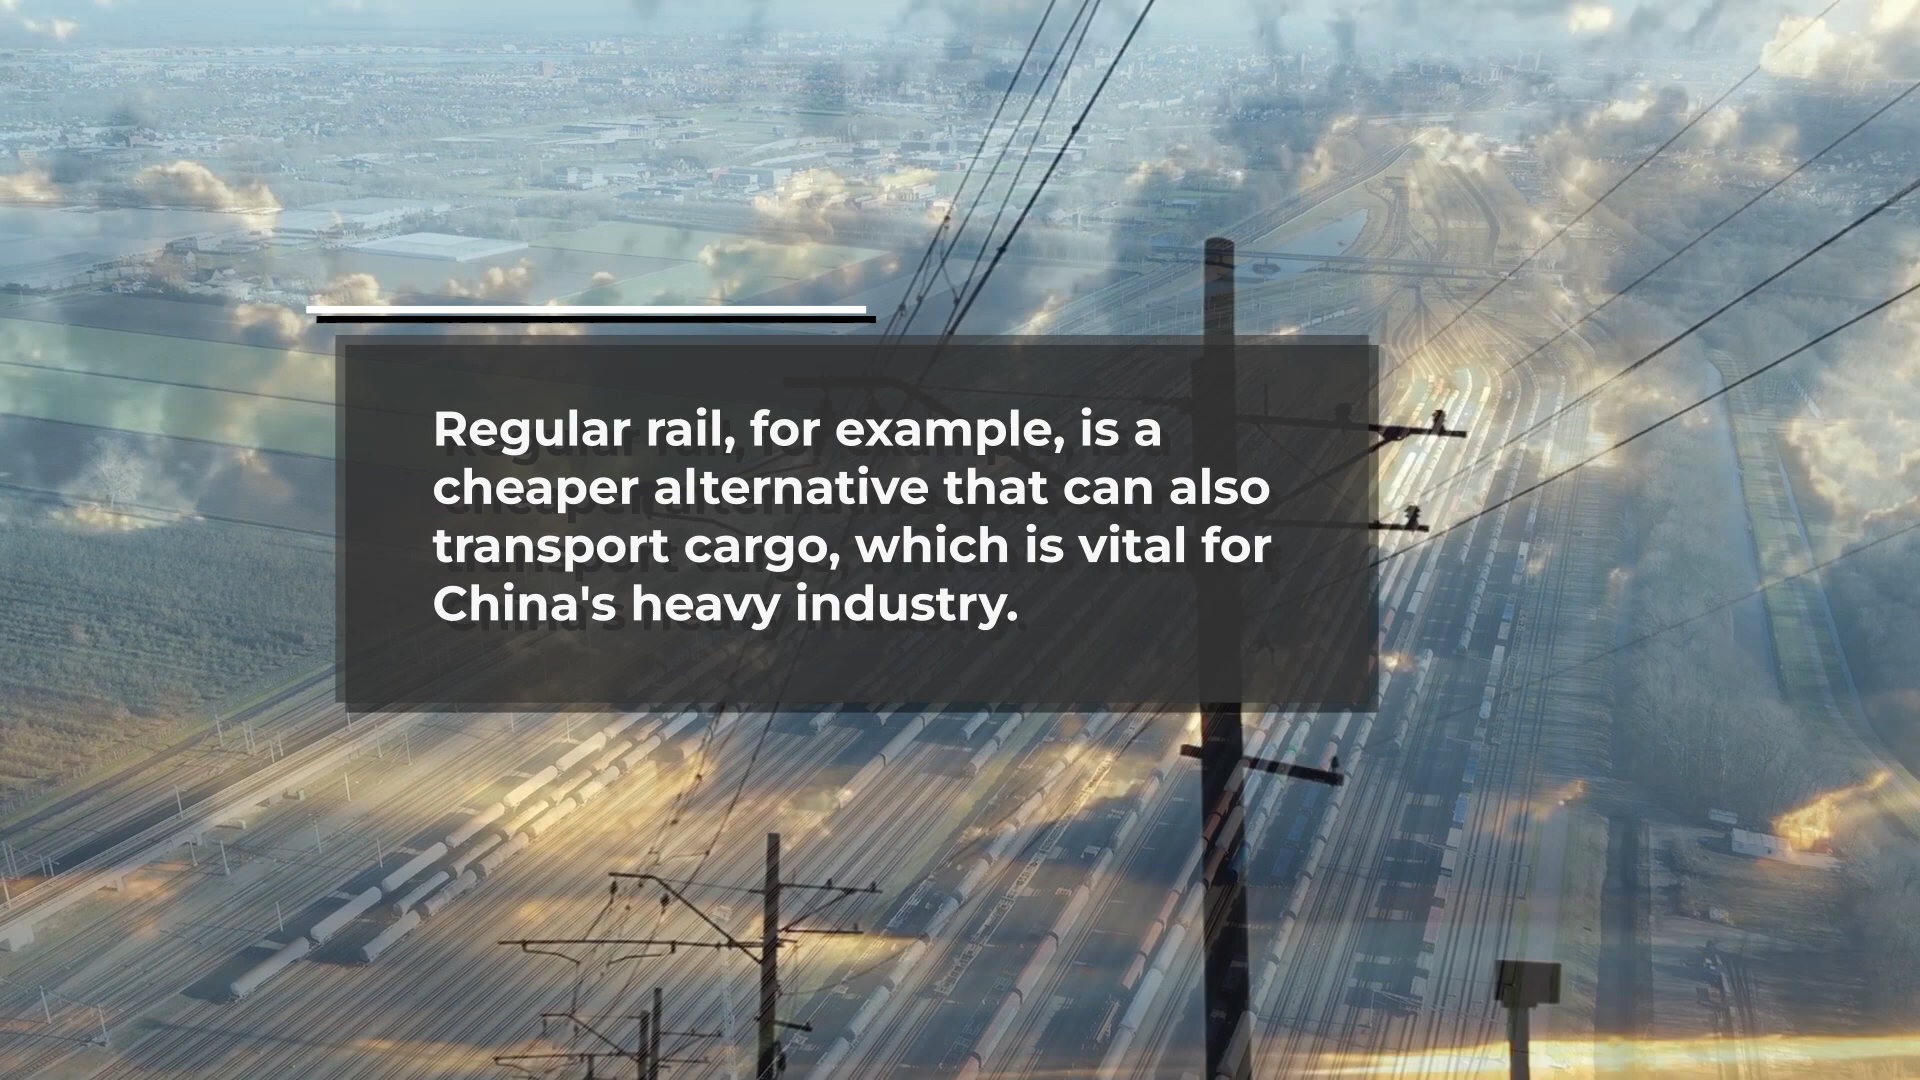 Regular rail, for example, is a
cheaper alternative that can also
transport cargo, which is vital for
China's heavy industry.